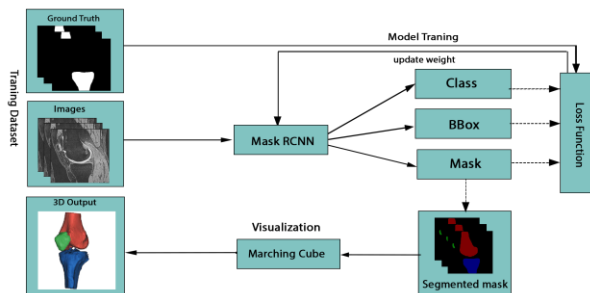 Ground Truth
Model Traning
update weight
Traning Dataset
Images
Class
BBox
Mask
Mask RCNN
Loss Function
3D Output
Visualization
Marching Cube
Segmented mask